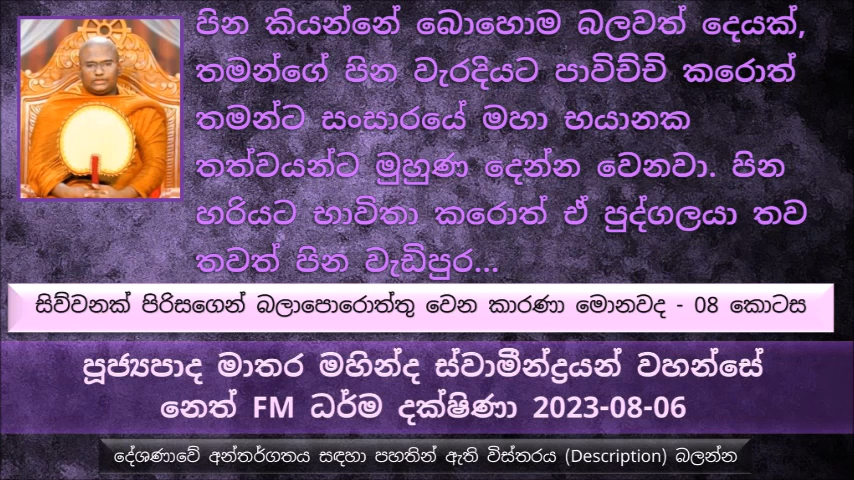 පින කියන්නේ බොහොම බලවත් දෙයක්,
තමන්ගේ පින වැරදියට පාවිච්චි කරොත්
තමන්ට සංසාරයේ මහා භයානක
තත්වයන්ට මුහුණ දෙන්න වෙනවා. පින
හරියට භාවිතා කරොත් ඒ පුද්ගලයා තව
තවත් පින වැඩිපුර...
සිව්වනක් පිරිසගෙන් බලාපොරොත්තු වෙන කාරණා මොනවද - 08 කොටස
පූජ්‍යපාද මාතර මහින්ද ස්වාමීන්ද්‍රයන් වහන්සේ
නෙත් FM ධර්ම දක්ෂිණා 2023-08-06
දේශණාවේ අන්තර්ගතය සඳහා පහතින් ඇති විස්තරය (Description) බලන්න